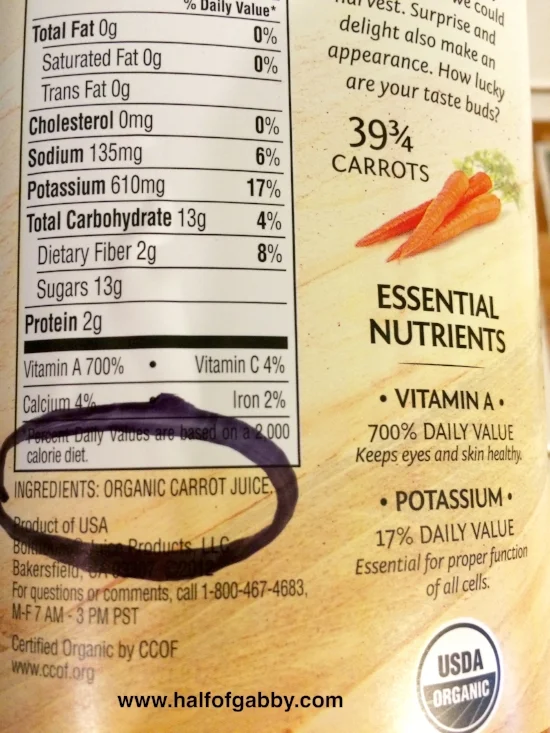 % Daily Value*
Total Fat 0g 0%
Saturated Fat 0g 0%
Trans Fat 0g
Cholesterol 0mg 0%
Sodium 135mg 6%
Potassium 610mg 17%
Total Carbohydrate 13g 4%
Dietary Fiber 2g 8%
Sugars 13g
Protein 2g
Vitamin A 700% • Vitamin C 4%
Calcium 4% Iron 2%
*Percent Daily Values are based on a 2,000
calorie diet.
INGREDIENTS: ORGANIC CARROT JUICE.
Product of USA
Products, LLC
Bakersfield, CA
For questions or comments, call 1-800-467-4683,
M-F 7 AM - 3 PM PST
Certified Organic by CCOF
www.ccof.org
we could
harvest. Surprise and
delight also make an
appearance. How lucky
are your taste buds?
39¾
CARROTS
ESSENTIAL
NUTRIENTS
• VITAMIN A •
700% DAILY VALUE
Keeps eyes and skin healthy.
• POTASSIUM •
17% DAILY VALUE
Essential for proper function
of all cells.
USDA
ORGANIC
www.halfofgabby.com